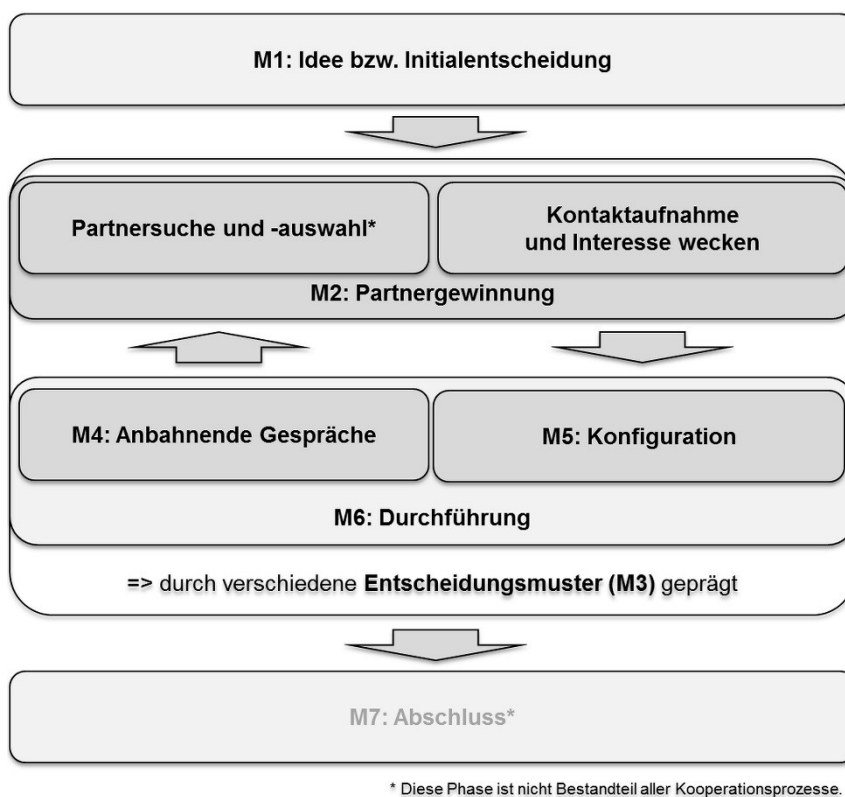 M1: Idee bzw. Initialentscheidung
Partnersuche und -auswahl*
Kontaktaufnahme
und Interesse wecken
M2: Partnergewinnung
M4: Anbahnende Gespräche
M5: Konfiguration
M6: Durchführung
=> durch verschiedene Entscheidungsmuster (M3) geprägt
M7: Abschluss*
* Diese Phase ist nicht Bestandteil aller Kooperationsprozesse.